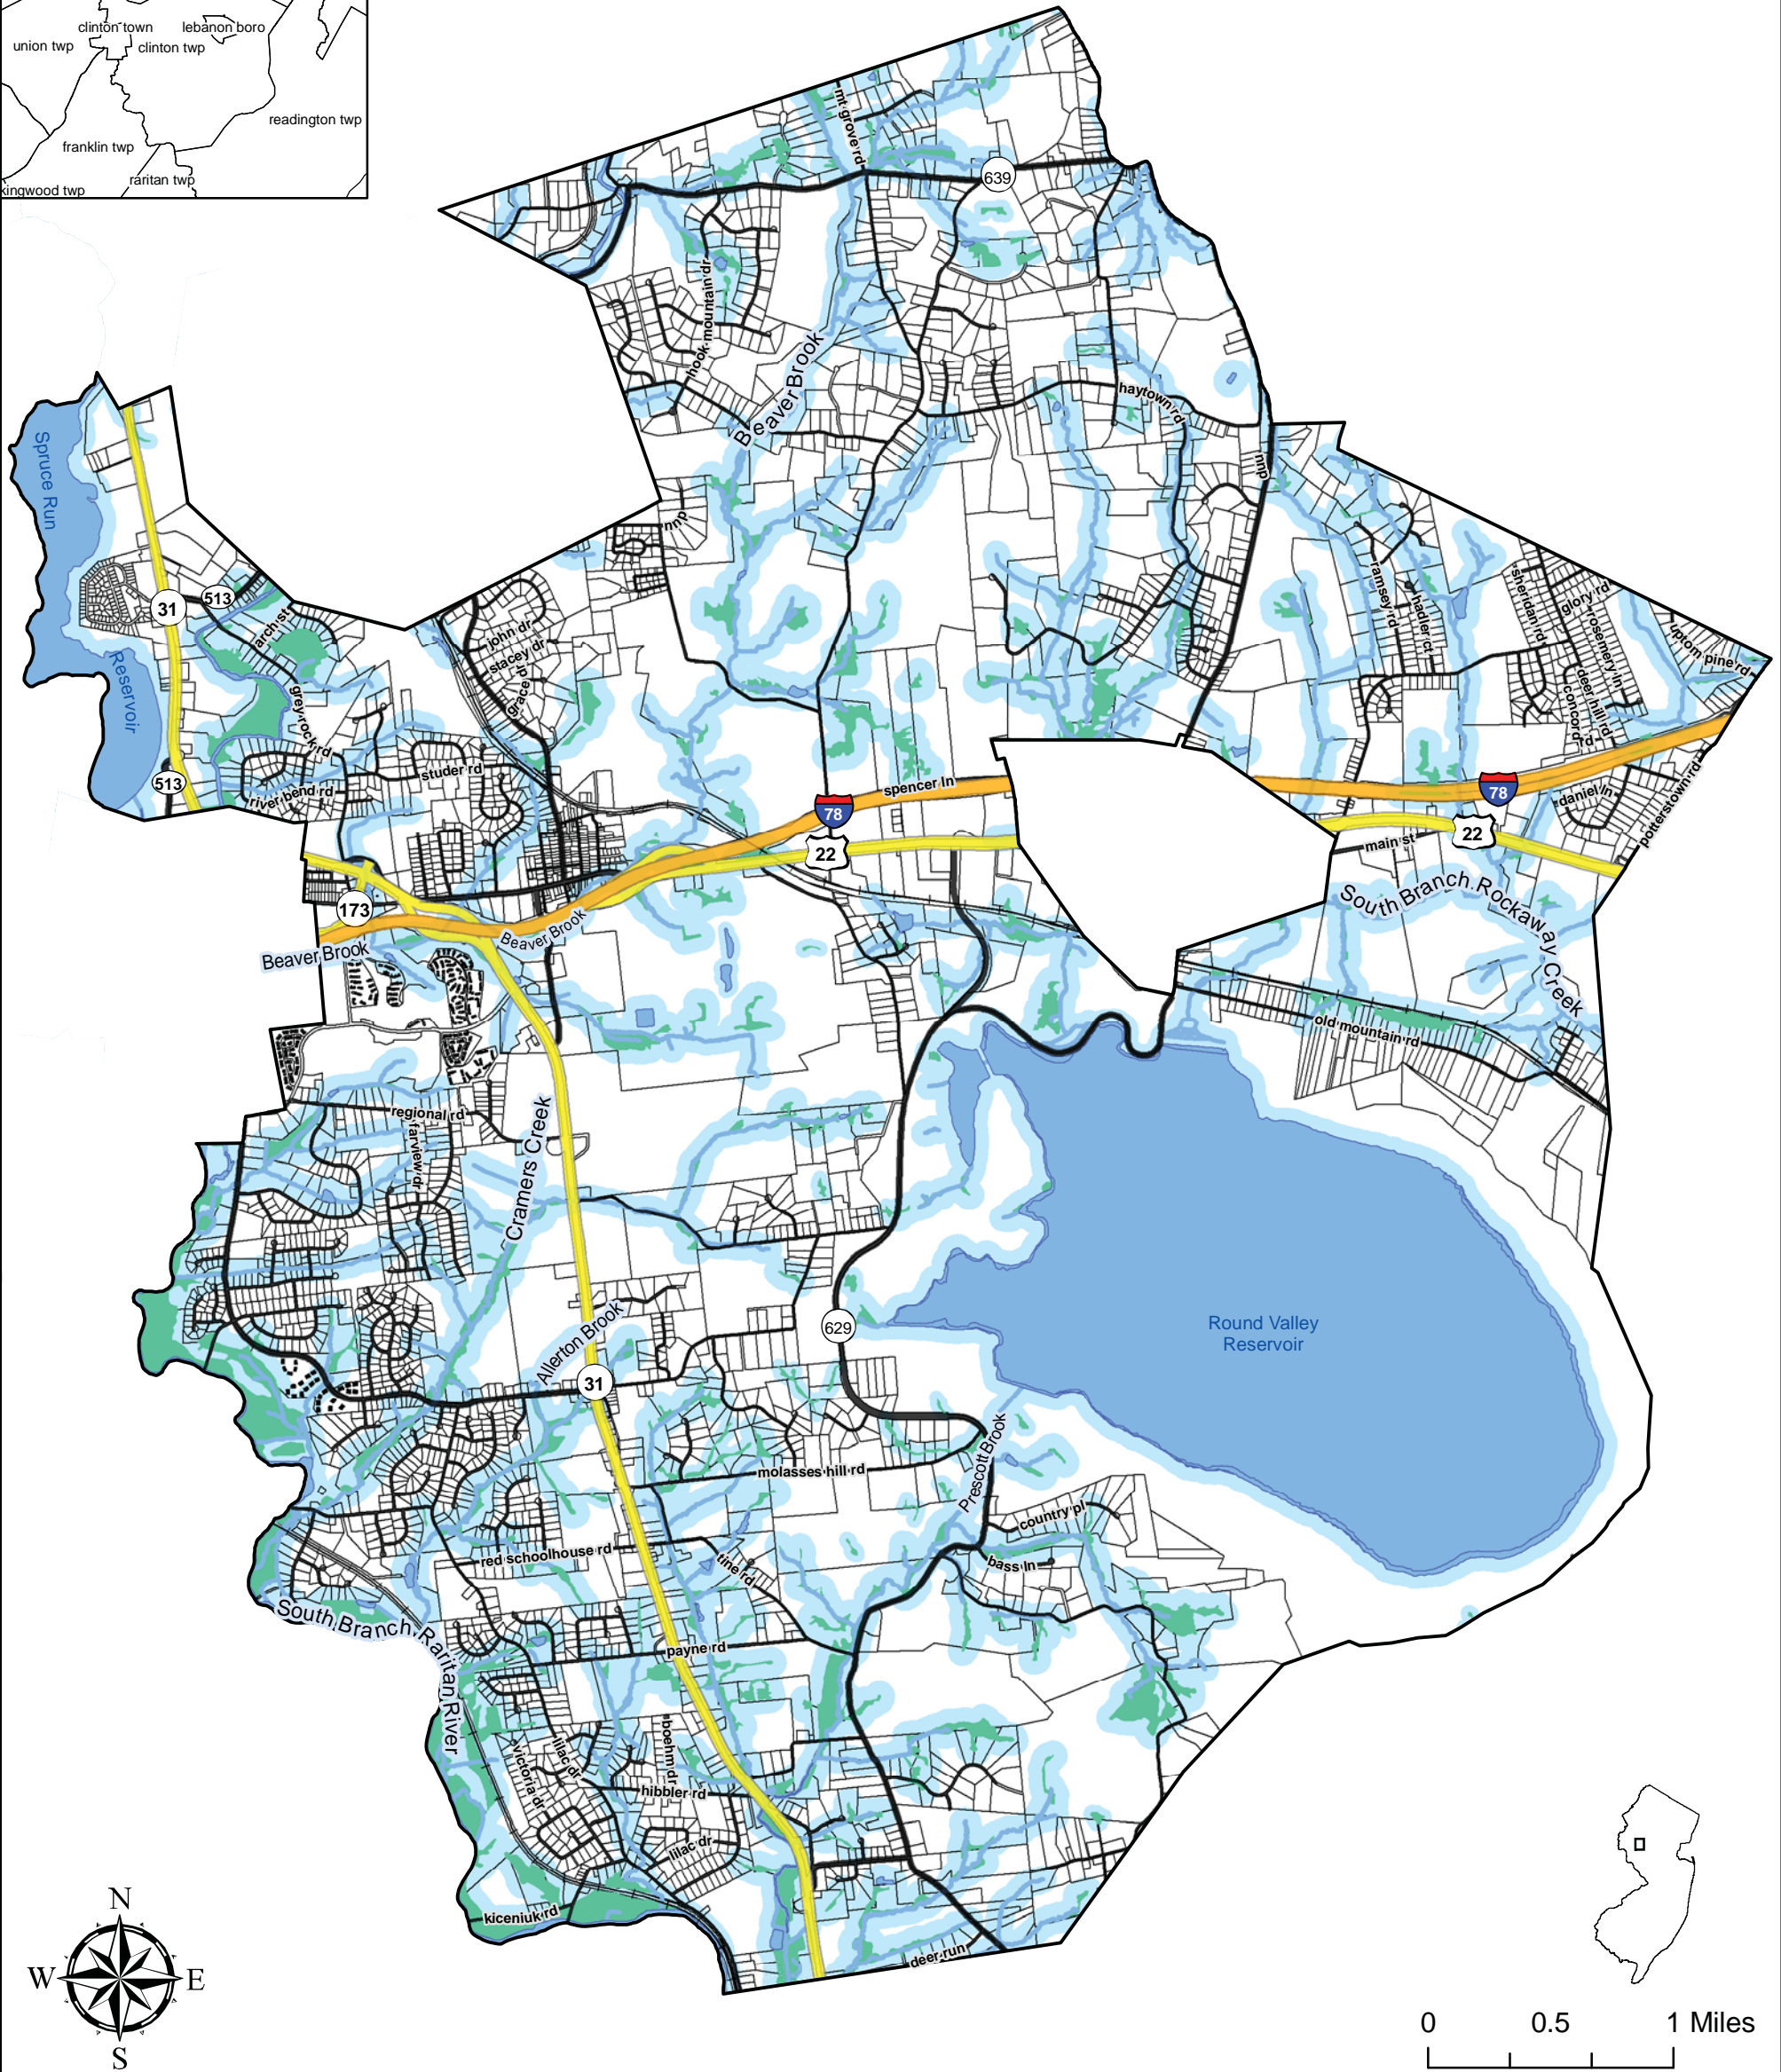 clinton town
lebanon boro
union twp
clinton twp
readington twp
franklin twp
raritan twp
kingwood twp
mt grove rd
639
hook mountain dr
Beaver Brook
haytown rd
nnp
nnp
Spruce Run
Reservoir
31
513
arch st
grey rock rd
513
river bend rd
studer rd
john dr
stacey dr
grace dr
ramsey rd
hadler ct
sheridan rd
glory rd
rosemery ln
deer hill rd
concord rd
upton pine rd
spencer ln
78
22
78
22
daniel ln
potterstown rd
main st
South Branch Rockaway Creek
173
Beaver Brook
Beaver Brook
old mountain rd
regional rd
farview dr
Cramers Creek
Allerton Brook
31
629
Round Valley
Reservoir
molasses hill rd
Prescott Brook
country pl
bass ln
red schoolhouse rd
tine rd
South Branch Raritan River
payne rd
boehm dr
lilac dr
victoria dr
hibbler rd
lilac dr
kiceniuk rd
deer run
N
W
E
S
0
0.5
1 Miles